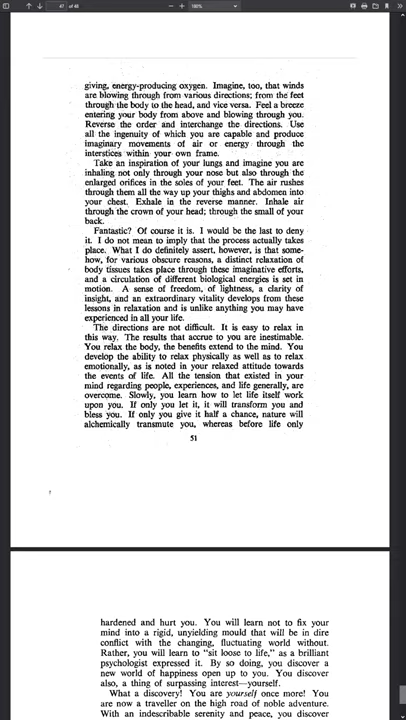 47 of 48
100%
giving, energy-producing oxygen. Imagine, too, that winds
are blowing through from various directions; from the feet
through the body to the head, and vice versa. Feel a breeze
entering your body from above and blowing through you.
Reverse the order and interchange the directions. Use
all the ingenuity of which you are capable and produce
imaginary movements of air or energy through the
interstices within your own frame.
Take an inspiration of your lungs and imagine you are
inhaling not only through your nose but also through the
enlarged orifices in the soles of your feet. The air rushes
through them all the way up your thighs and abdomen into
your chest. Exhale in the reverse manner. Inhale air
through the crown of your head; through the small of your
back.
Fantastic? Of course it is. I would be the last to deny
it. I do not mean to imply that the process actually takes
place. What I do definitely assert, however, is that some-
how, for various obscure reasons, a distinct relaxation of
body tissues takes place through these imaginative efforts,
and a circulation of different biological energies is set in
motion. A sense of freedom, of lightness, a clarity of
insight, and an extraordinary vitality develops from these
lessons in relaxation and is unlike anything you may have
experienced in all your life.
The directions are not difficult. It is easy to relax in
this way. The results that accrue to you are inestimable.
You relax the body, the benefits extend to the mind. You
develop the ability to relax physically as well as to relax
emotionally, as is noted in your relaxed attitude towards
the events of life. All the tension that existed in your
mind regarding people, experiences, and life generally, are
overcome. Slowly, you learn how to let life itself work
upon you. If only you let it, it will transform you and
bless you. If only you give it half a chance, nature will
alchemically transmute you, whereas before life only
51
hardened and hurt you. You will learn not to fix your
mind into a rigid, unyielding mould that will be in dire
conflict with the changing, fluctuating world without.
Rather, you will learn to "sit loose to life," as a brilliant
psychologist expressed it. By so doing, you discover a
new world of happiness open up to you. You discover
also, a thing of surpassing interest—yourself.
What a discovery! You are yourself once more! You
are now a traveller on the high road of noble adventure.
With an indescribable serenity and peace, you discover